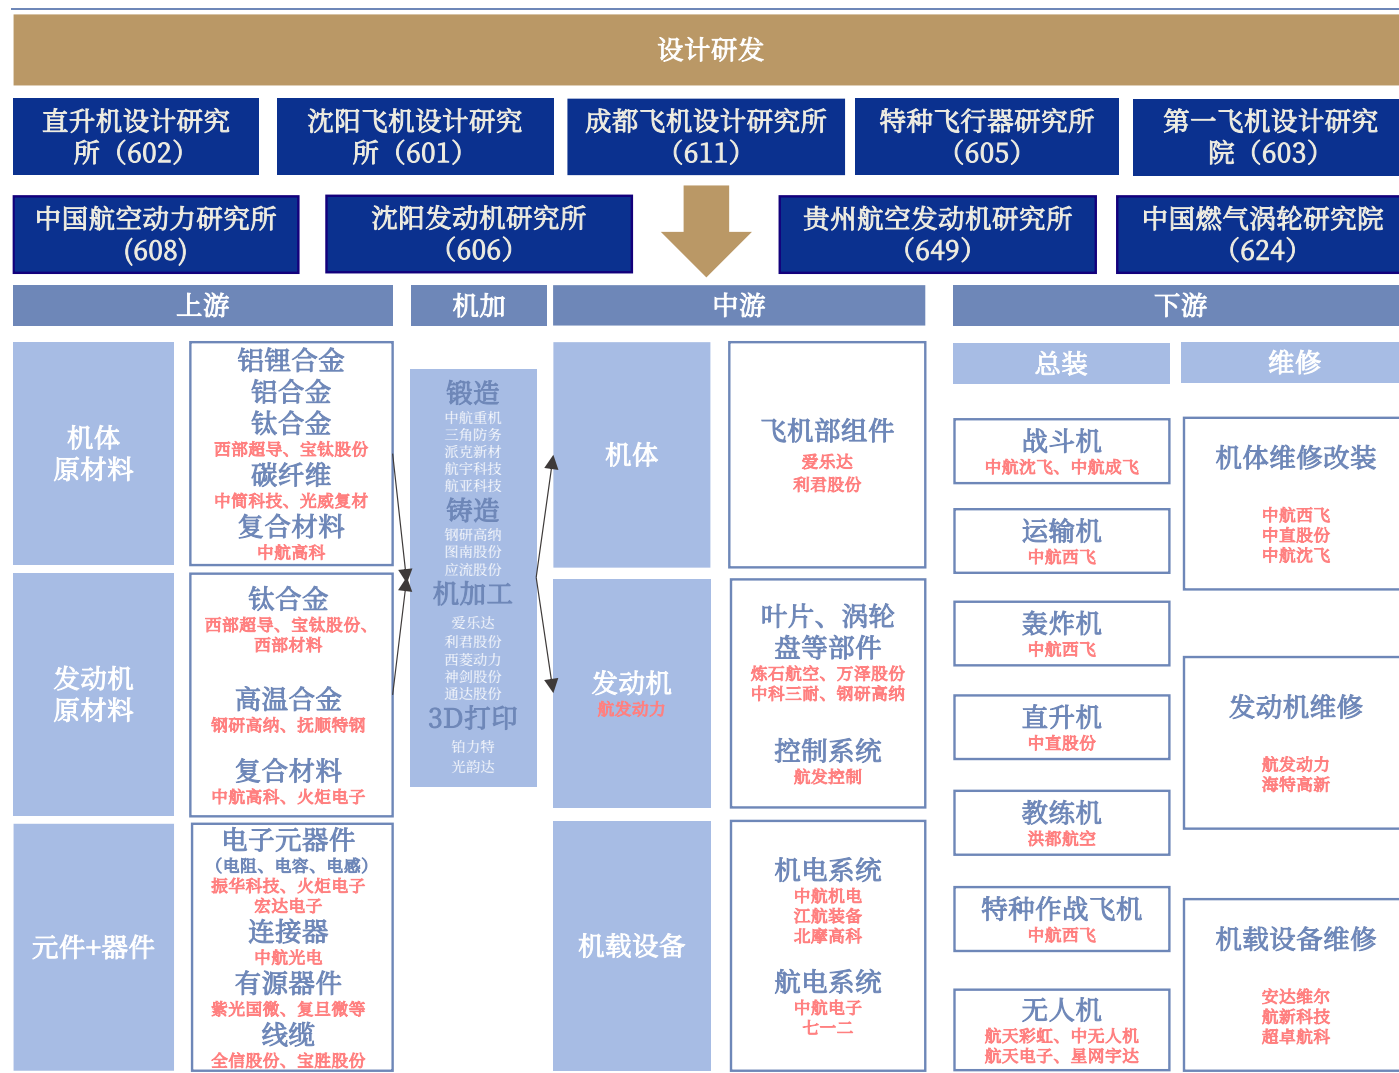 设计研发
直升机设计研究
所（602）
沈阳飞机设计研究
所（601）
成都飞机设计研究所
（611）
特种飞行器研究所
（605）
第一飞机设计研究
院（603）
中国航空动力研究所
(608)
沈阳发动机研究所
（606）
贵州航空发动机研究所
（649）
中国燃气涡轮研究院
（624）
上游
机加
中游
下游
机体
原材料
铝锂合金
铝合金
钛合金
西部超导、宝钛股份
碳纤维
中简科技、光威复材
复合材料
中航高科
发动机
原材料
钛合金
西部超导、宝钛股份、
西部材料
高温合金
钢研高纳、抚顺特钢
复合材料
中航高科、火炬电子
元件+器件
电子元器件
（电阻、电容、电感）
振华科技、火炬电子
宏达电子
连接器
中航光电
有源器件
紫光国微、复旦微等
线缆
全信股份、宝胜股份
锻造
中航重机
三角防务
派克新材
航宇科技
航亚科技
铸造
钢研高纳
图南股份
应流股份
机加工
爱乐达
利君股份
西菱动力
神剑股份
通达股份
3D打印
铂力特
光韵达
机体
飞机部组件
爱乐达
利君股份
发动机
航发动力
叶片、涡轮
盘等部件
炼石航空、万泽股份
中科三耐、钢研高纳
控制系统
航发控制
机载设备
机电系统
中航机电
江航装备
北摩高科
航电系统
中航电子
七一二
总装
战斗机
中航沈飞、中航成飞
运输机
中航西飞
轰炸机
中航西飞
直升机
中直股份
教练机
洪都航空
特种作战飞机
中航西飞
无人机
航天彩虹、中无人机
航天电子、星网宇达
维修
机体维修改装
中航西飞
中直股份
中航沈飞
发动机维修
航发动力
海特高新
机载设备维修
安达维尔
航新科技
超卓航科